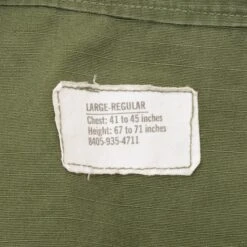 LARGE-REGULAR
Chest: 41 to 45 inches
Height: 67 to 71 inches
8405-935-4711